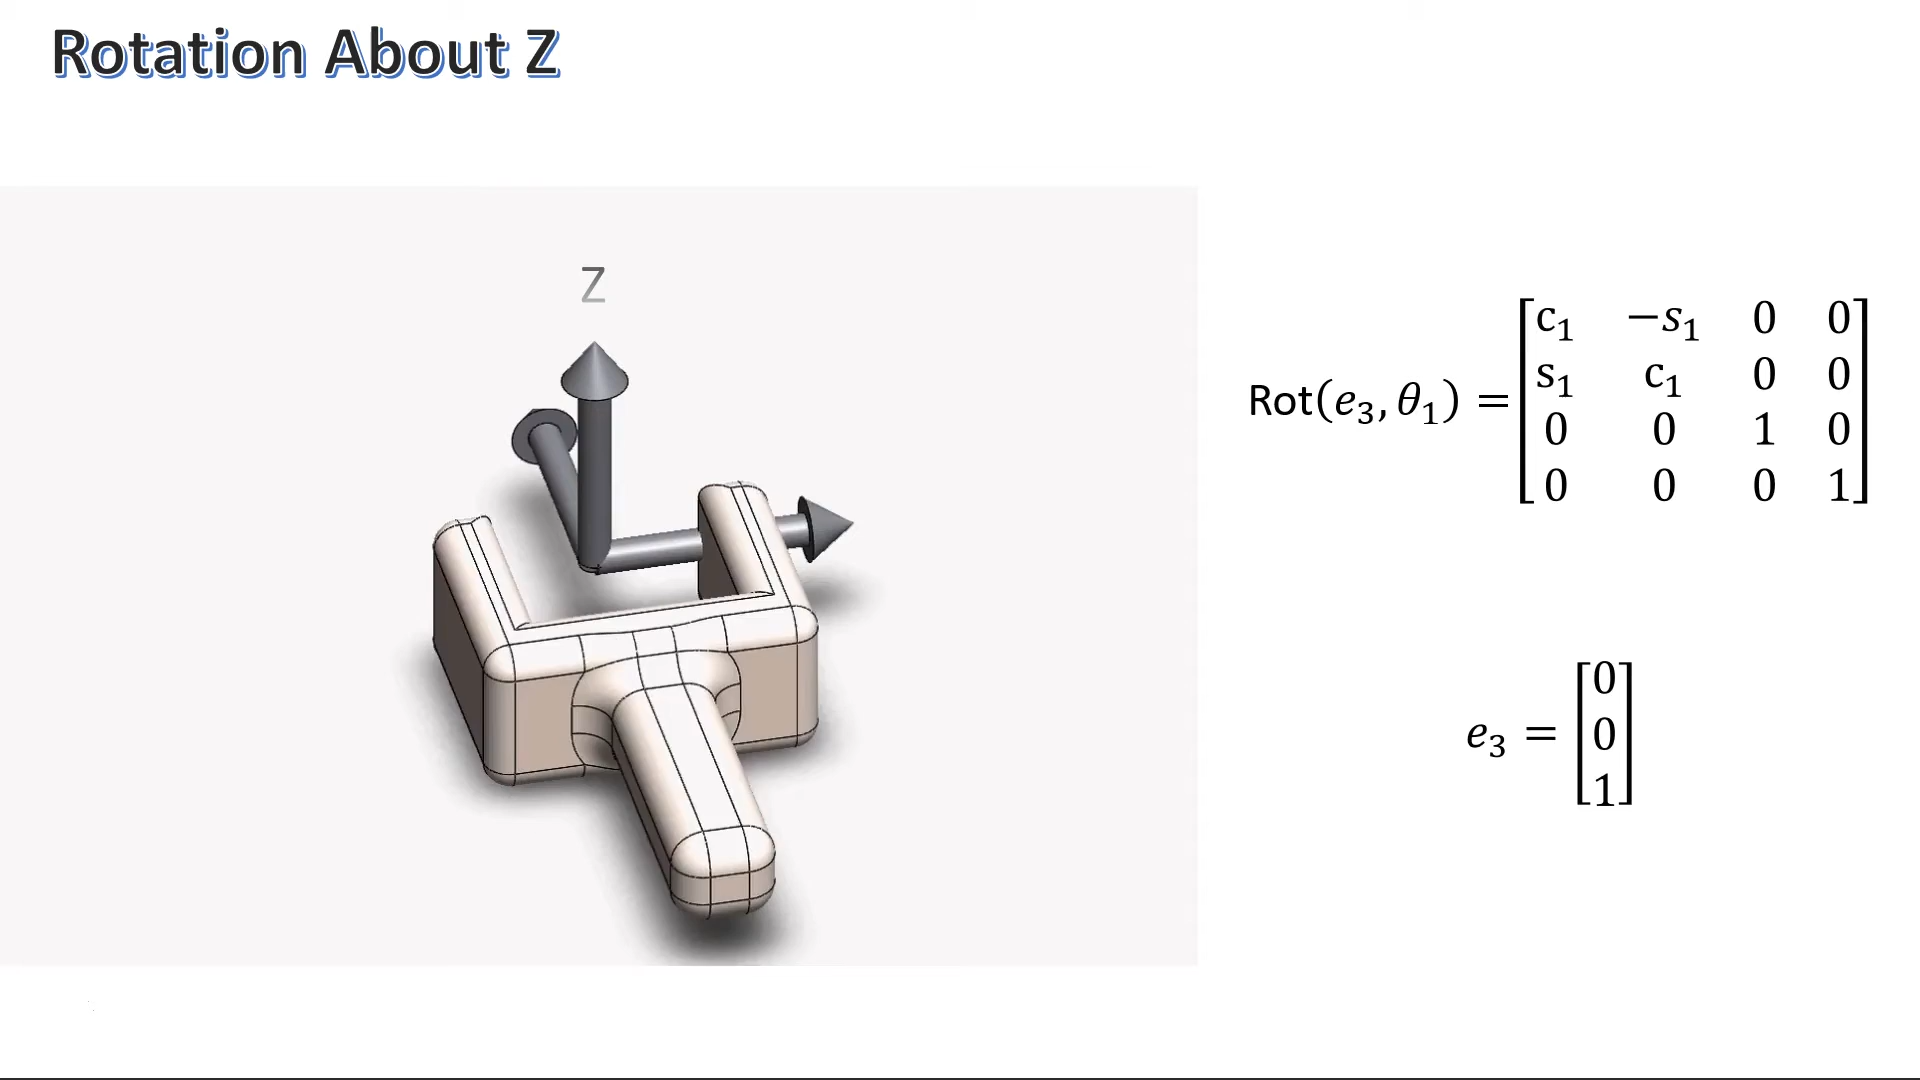 Rotation About Z
Z
Rot(e₃, θ₁) =
c₁ −s₁ 0 0
s₁ c₁ 0 0
0 0 1 0
0 0 0 1
e₃ =
0
0
1